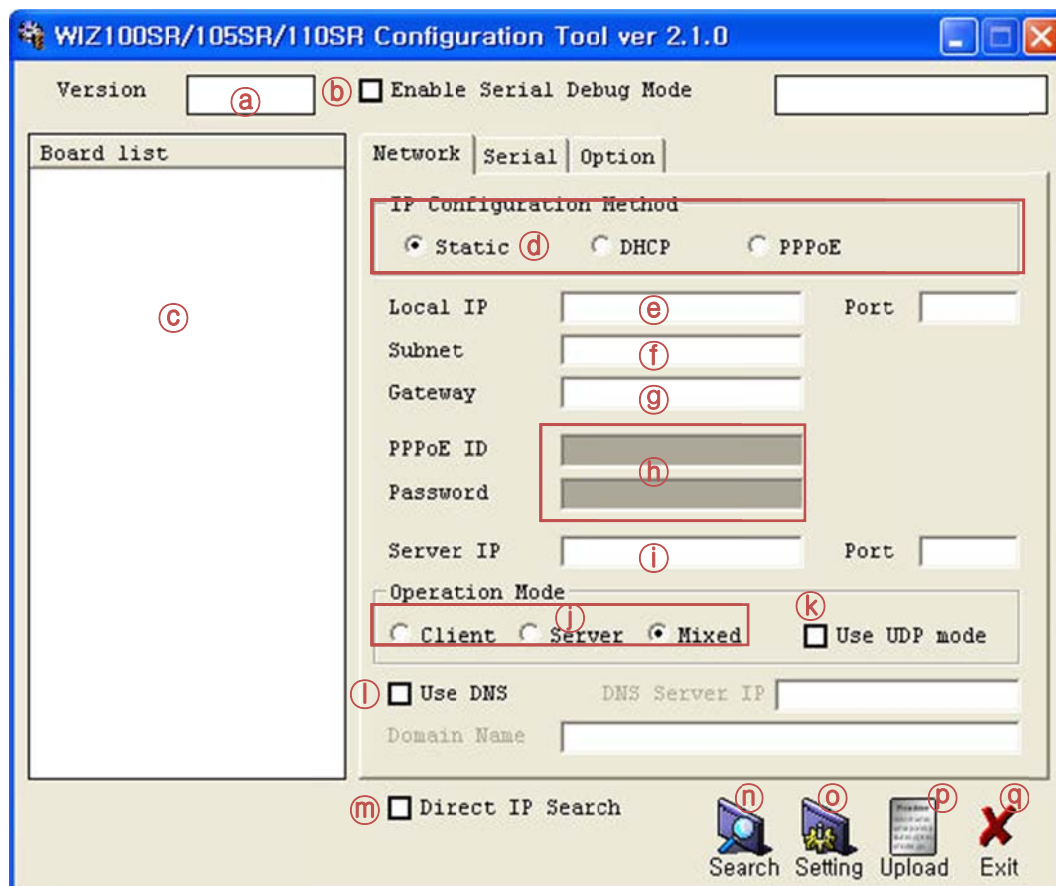 WIZ100SR/105SR/110SR Configuration Tool ver 2.1.0
Version ⓐ ⓑ Enable Serial Debug Mode
Board list
ⓒ
Network Serial Option
IP Configuration Method
Static ⓓ DHCP PPPoE
Local IP ⓔ Port
Subnet ⓕ
Gateway ⓖ
PPPoE ID
ⓗ
Password
Server IP ⓘ Port
Operation Mode
ⓙ ⓚ
Client Server Mixed Use UDP mode
ⓛ Use DNS DNS Server IP
Domain Name
ⓜ Direct IP Search
ⓝ ⓞ ⓟ ⓠ
Search Setting Upload Exit